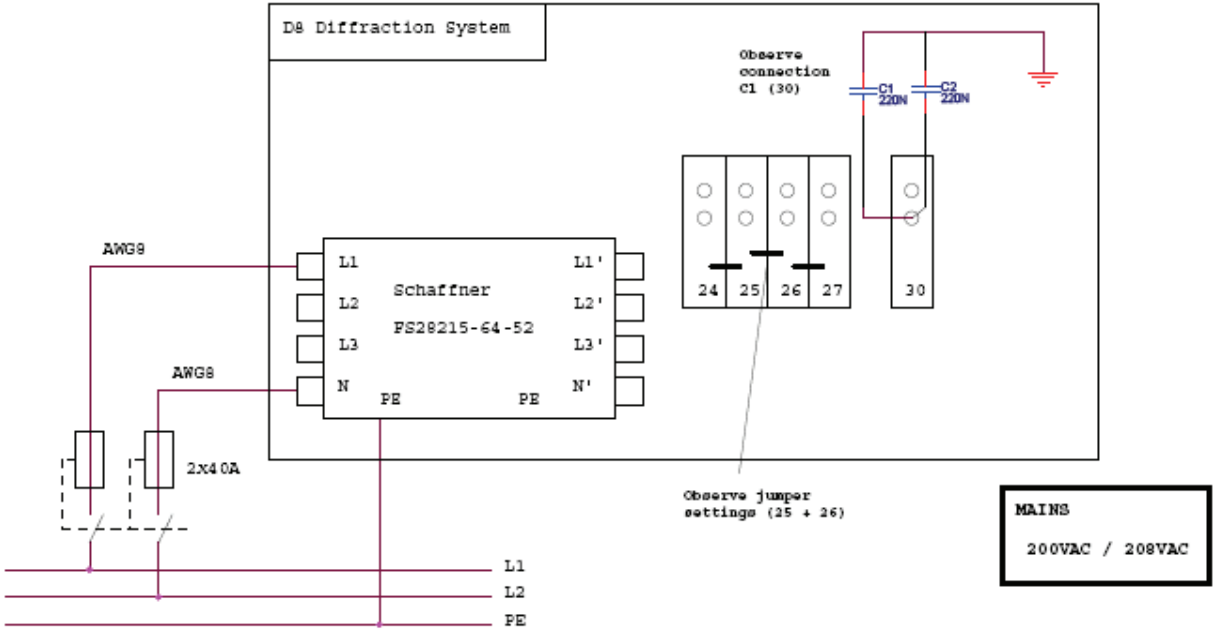 D8 Diffraction System
Observe
connection
C1 (30)
C1
220N
C2
220N
AWG8
L1
L2
L3
N
PE
Schaffner
FS28215-64-52
PE
L1'
L2'
L3'
N'
24
25
26
27
30
AWG8
2x40A
Observe jumper
settings (25 + 26)
MAINS
200VAC / 208VAC
L1
L2
PE